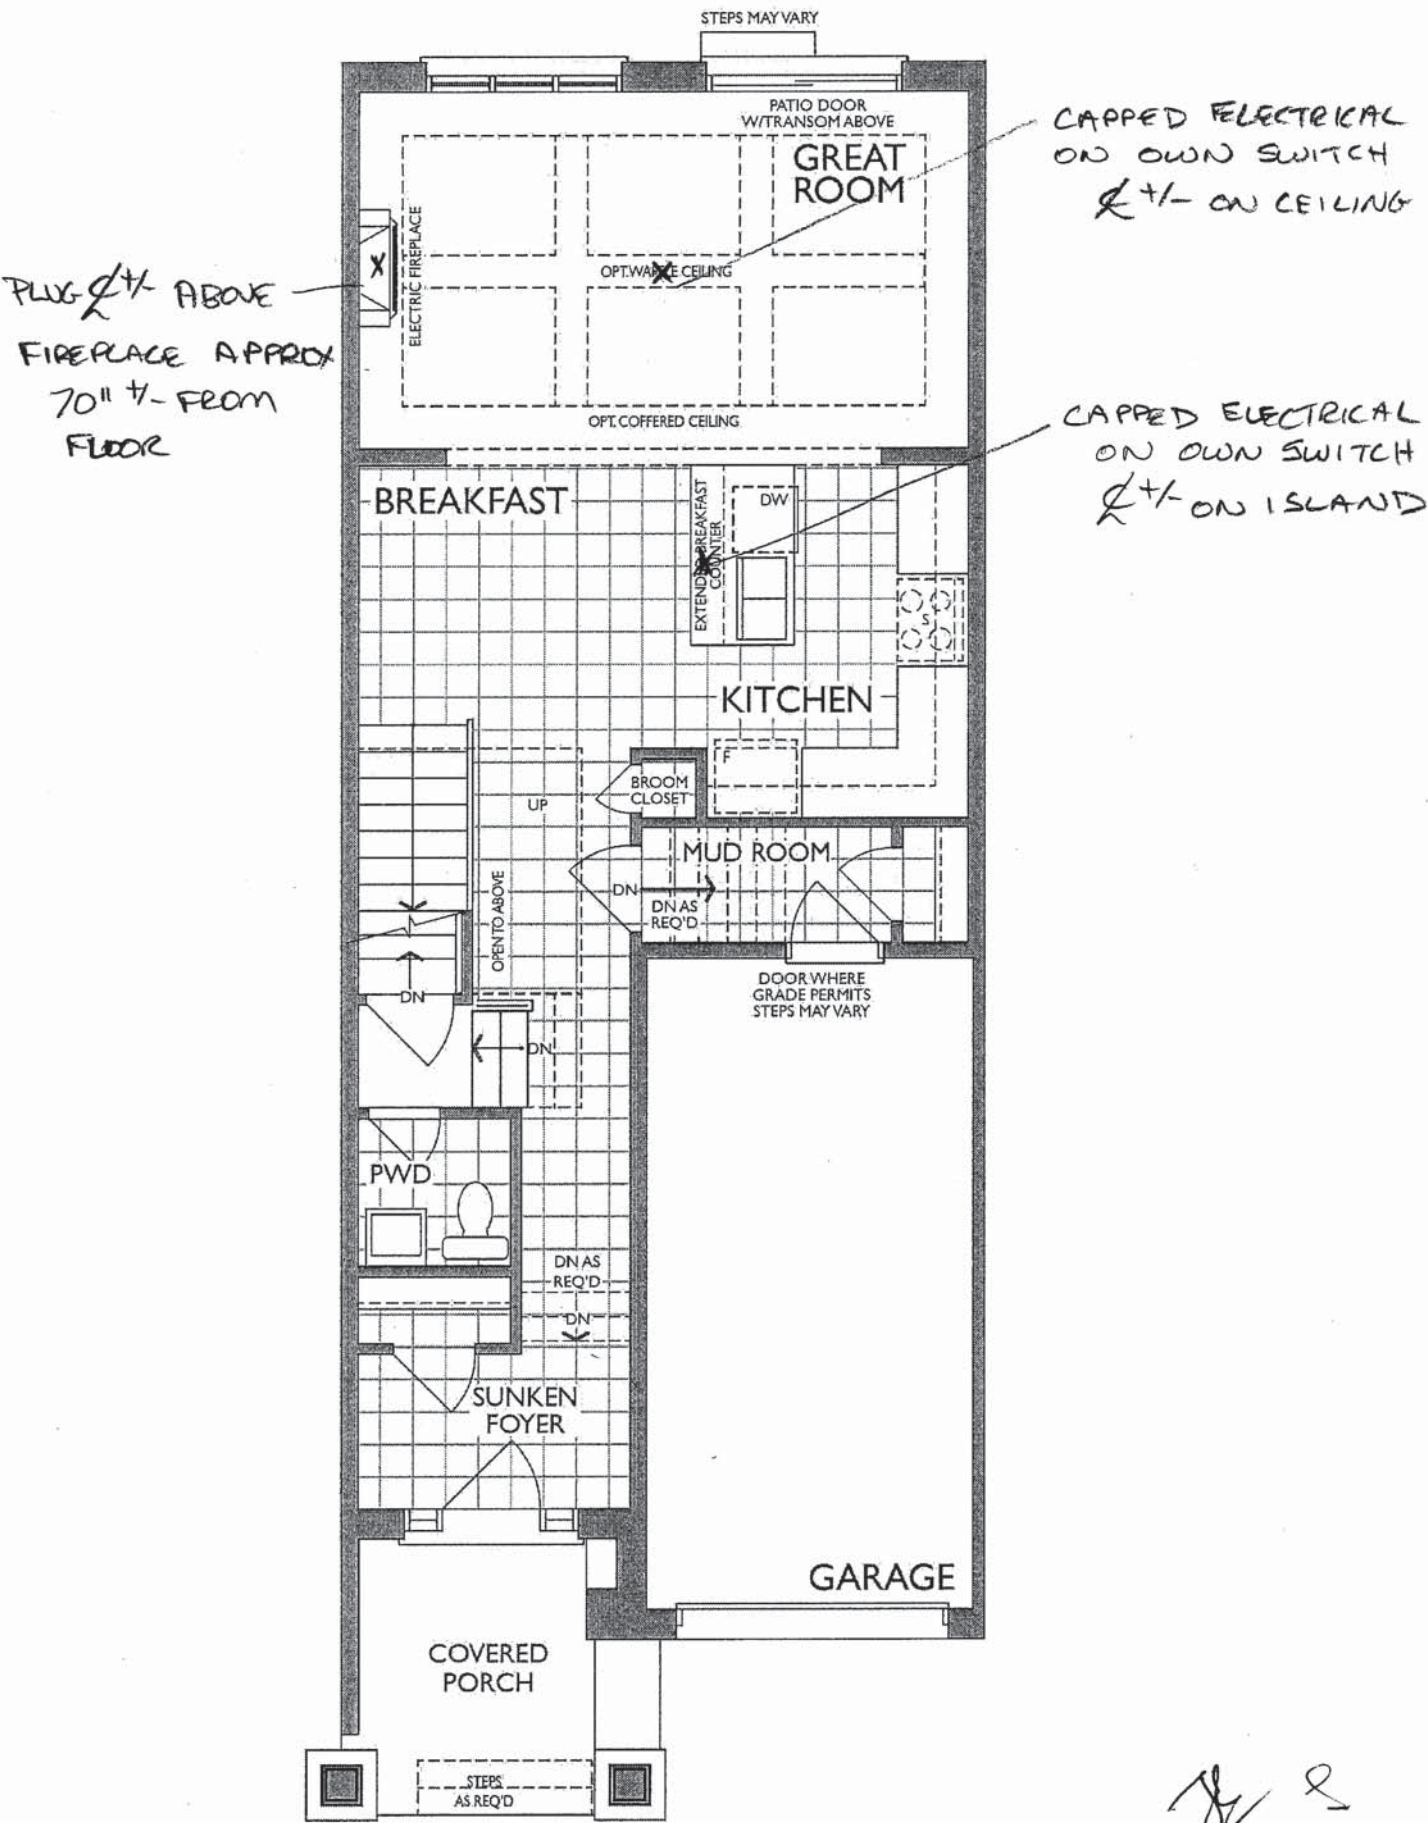 STEPS MAY VARY
PATIO DOOR
W/TRANSOM ABOVE
GREAT
ROOM
CAPPED ELECTRICAL
ON OWN SWITCH
℄ +/- ON CEILING
ELECTRIC FIREPLACE
PLUG ℄ +/- ABOVE
FIREPLACE APPROX
70" +/- FROM
FLOOR
OPT. WAFFLE CEILING
OPT. COFFERED CEILING
CAPPED ELECTRICAL
ON OWN SWITCH
℄ +/- ON ISLAND
BREAKFAST
EXTENDED BREAKFAST
COUNTER
DW
S
KITCHEN
F
BROOM
CLOSET
UP
MUD ROOM
DN
DN AS
REQ'D
OPEN TO ABOVE
DN
DOOR WHERE
GRADE PERMITS
STEPS MAY VARY
DN
PWD
DN AS
REQ'D
DN
SUNKEN
FOYER
GARAGE
COVERED
PORCH
STEPS
AS REQ'D